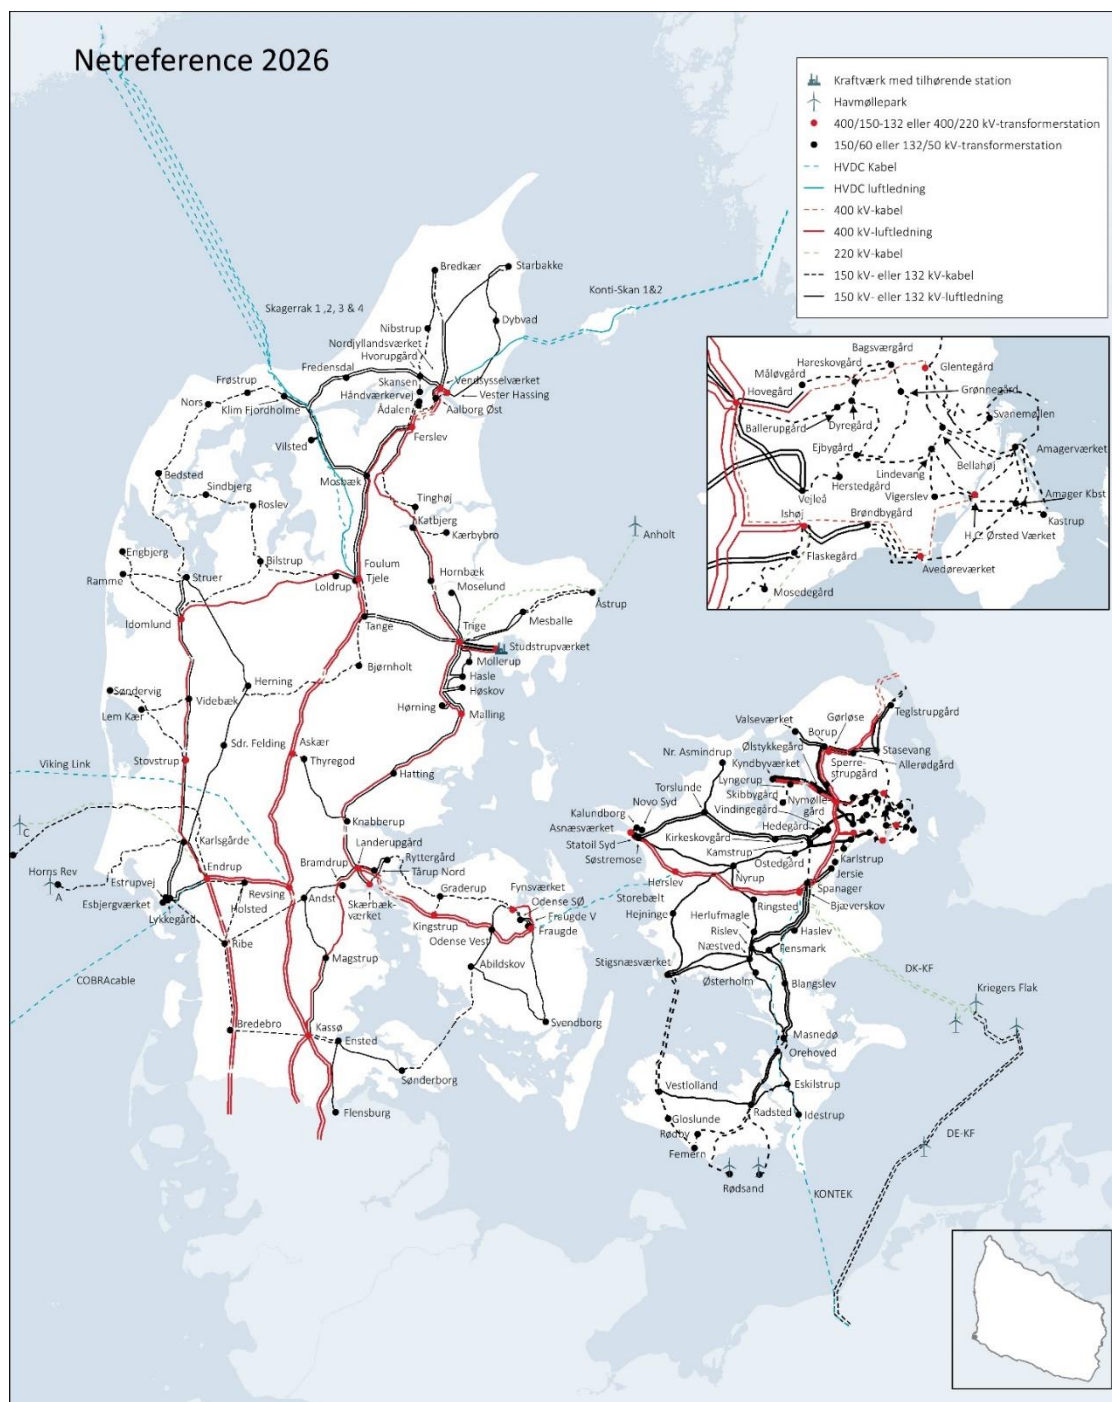 Netreference 2026
Kraftværk med tilhørende station
Havmøllepark
400/150-132 eller 400/220 kV-transformerstation
150/60 eller 132/50 kV-transformerstation
HVDC Kabel
HVDC luftledning
400 kV-kabel
400 kV-luftledning
220 kV-kabel
150 kV- eller 132 kV-kabel
150 kV- eller 132 kV-luftledning
Skagerrak 1 ,2, 3 & 4
Konti-Skan 1&2
Bredkær
Starbakke
Dybvad
Nibstrup
Nordjyllandsværket
Hvorupgård
Fredensdal
Skansen
Vendsysselværket
Håndværkervej
Vester Hassing
Ådalen
Aalborg Øst
Frøstrup
Nors
Klim Fjordholme
Ferslev
Vilsted
Mosbæk
Bedsted
Sindbjerg
Roslev
Tinghøj
Katbjerg
Kærbybro
Anholt
Engbjerg
Ramme
Struer
Bilstrup
Loldrup
Foulum
Tjele
Hornbæk
Moselund
Åstrup
Mesballe
Idomlund
Tange
Trige
Studstrupværket
Mollerup
Bjørnholt
Hasle
Høskov
Herning
Søndervig
Videbæk
Lem Kær
Hørning
Malling
Sdr. Felding
Askær
Thyregod
Stovstrup
Hatting
Viking Link
Knabberup
C
Karlsgårde
Landerupgård
Bramdrup
Ryttergård
Tårup Nord
Endrup
Horns Rev
A
Estrupvej
Esbjergværket
Lykkegård
Revsing
Holsted
Andst
Skærbæk-
værket
Graderup
Fynsværket
Odense SØ
Fraugde V
Fraugde
Kingstrup
Odense Vest
Ribe
Magstrup
Abildskov
COBRAcable
Svendborg
Bredebro
Kassø
Ensted
Sønderborg
Flensburg
Bagsværgård
Hareskovgård
Måløvgård
Glentegård
Hovegård
Grønnegård
Svanemøllen
Ballerupgård
Dyregård
Ejbygård
Amagerværket
Lindevang
Bellahøj
Herstedgård
Vejleå
Vigerslev
Amager Kbst
Ishøj
Brøndbygård
Kastrup
H.C. Ørsted Værket
Flaskegård
Avedøreværket
Mosedegård
Teglstrupgård
Valseværket
Gørløse
Borup
Ølstykkegård
Stasevang
Nr. Asmindrup
Kyndbyværket
Allerødgård
Sperre-
strupgård
Lyngerup
Skibbygård
Torslunde
Nymølle-
gård
Novo Syd
Kalundborg
Vindingegård
Asnæsværket
Hedegård
Kirkeskovgård
Statoil Syd
Kamstrup
Søstremose
Ostedgård
Karlstrup
Jersie
Hørslev
Nyrup
Spanager
Storebælt
Ringsted
Bjæverskov
Hejninge
Herlufmagle
Rislev
Haslev
Næstved
Fensmark
Stigsnæsværket
Østerholm
Blangslev
DK-KF
Kriegers Flak
Masnedø
Orehoved
Vestlolland
Eskilstrup
Gloslunde
Radsted
Idestrup
Rødby
Femern
Rødsand
DE-KF
KONTEK